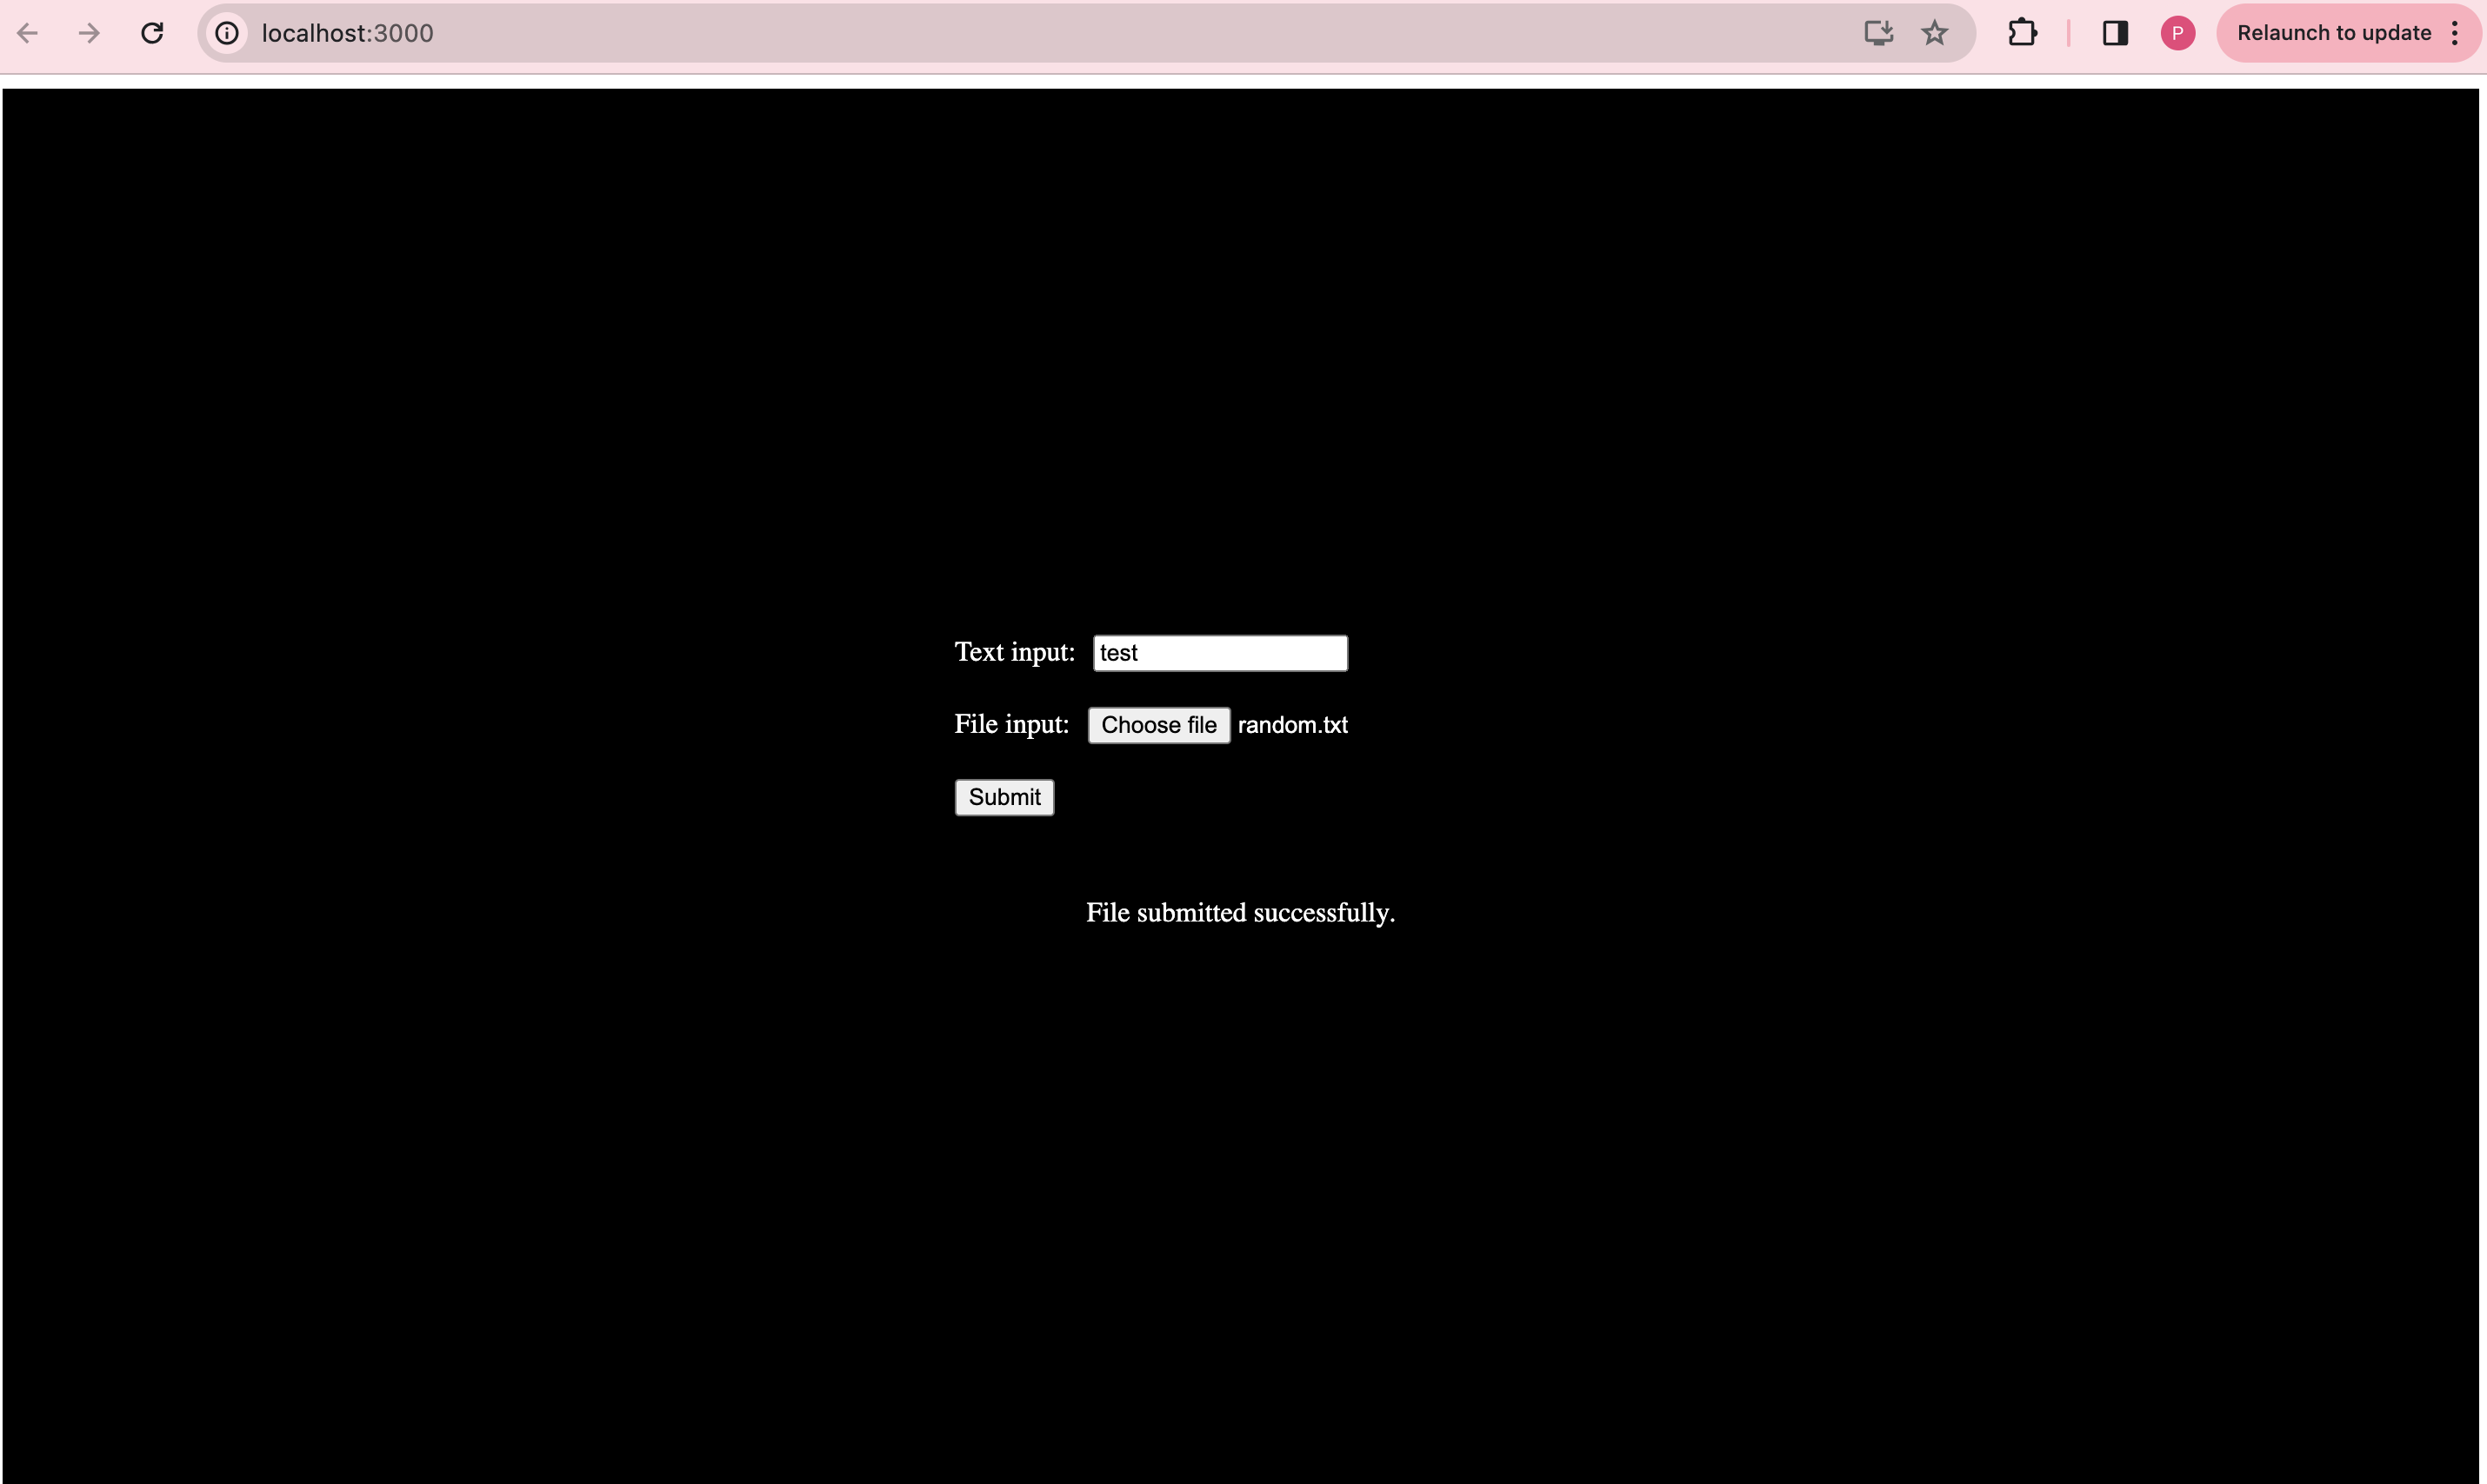 localhost:3000
P
Relaunch to update
Text input: test
File input: Choose file random.txt
Submit
File submitted successfully.